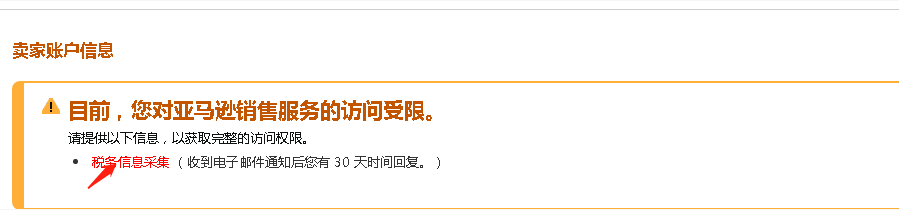 卖家账户信息
目前，您对亚马逊销售服务的访问受限。
请提供以下信息，以获取完整的访问权限。
• 税务信息采集 （ 收到电子邮件通知后您有 30 天时间回复。 ）